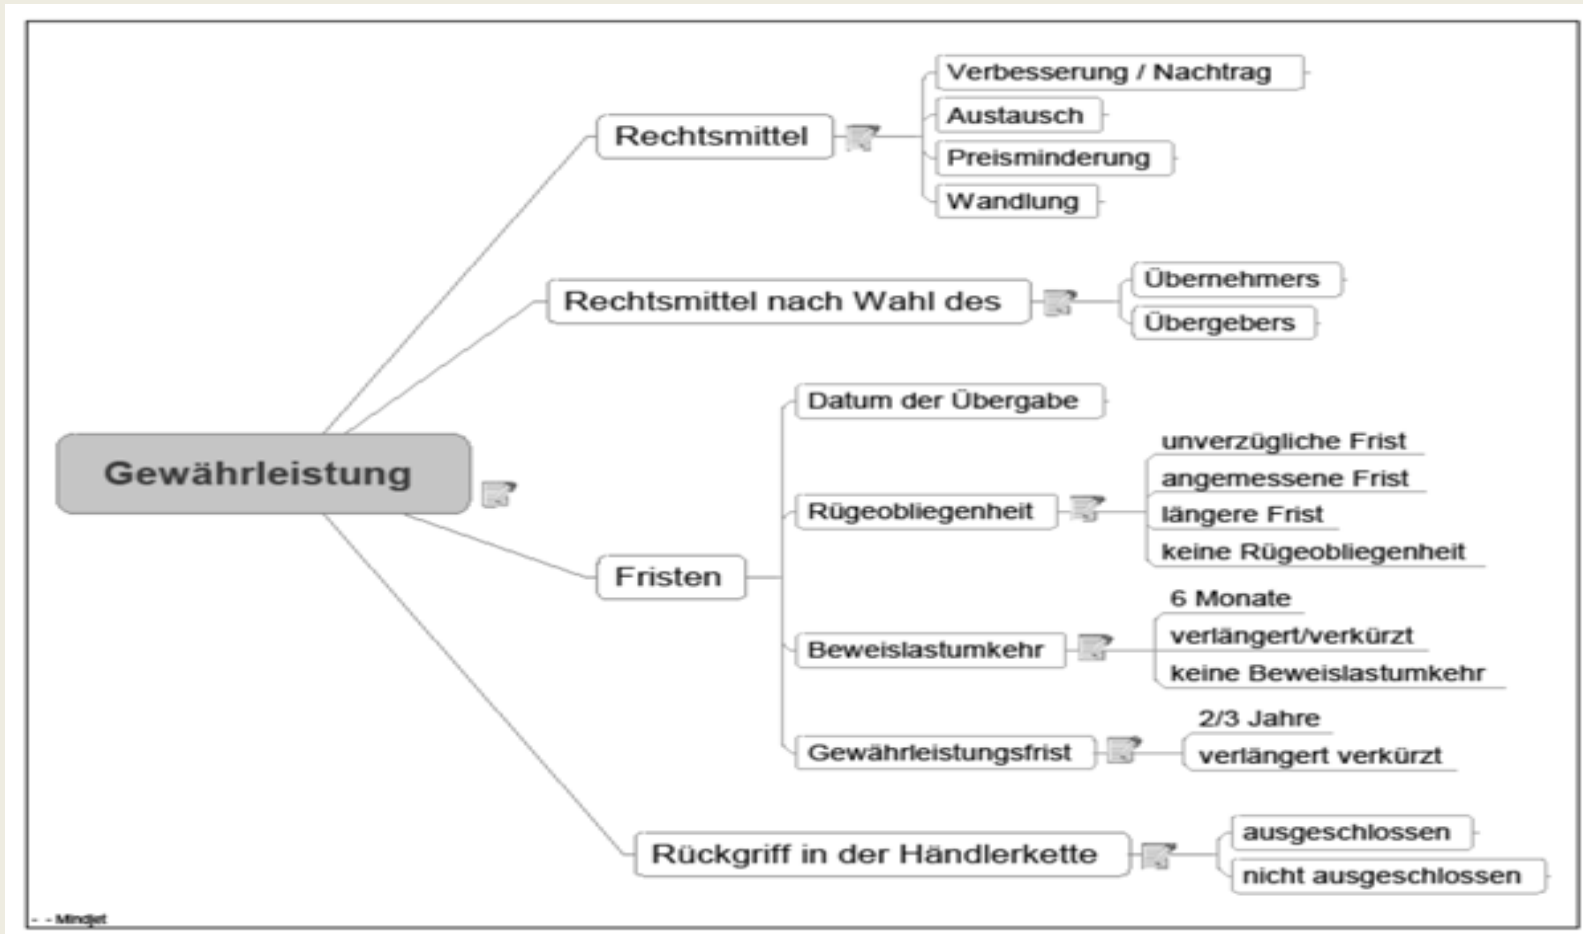 Gewährleistung
Rechtsmittel
Verbesserung / Nachtrag
Austausch
Preisminderung
Wandlung
Rechtsmittel nach Wahl des
Übernehmers
Übergebers
Fristen
Datum der Übergabe
Rügeobliegenheit
unverzügliche Frist
angemessene Frist
längere Frist
keine Rügeobliegenheit
Beweislastumkehr
6 Monate
verlängert/verkürzt
keine Beweislastumkehr
Gewährleistungsfrist
2/3 Jahre
verlängert verkürzt
Rückgriff in der Händlerkette
ausgeschlossen
nicht ausgeschlossen
- - Mindjet